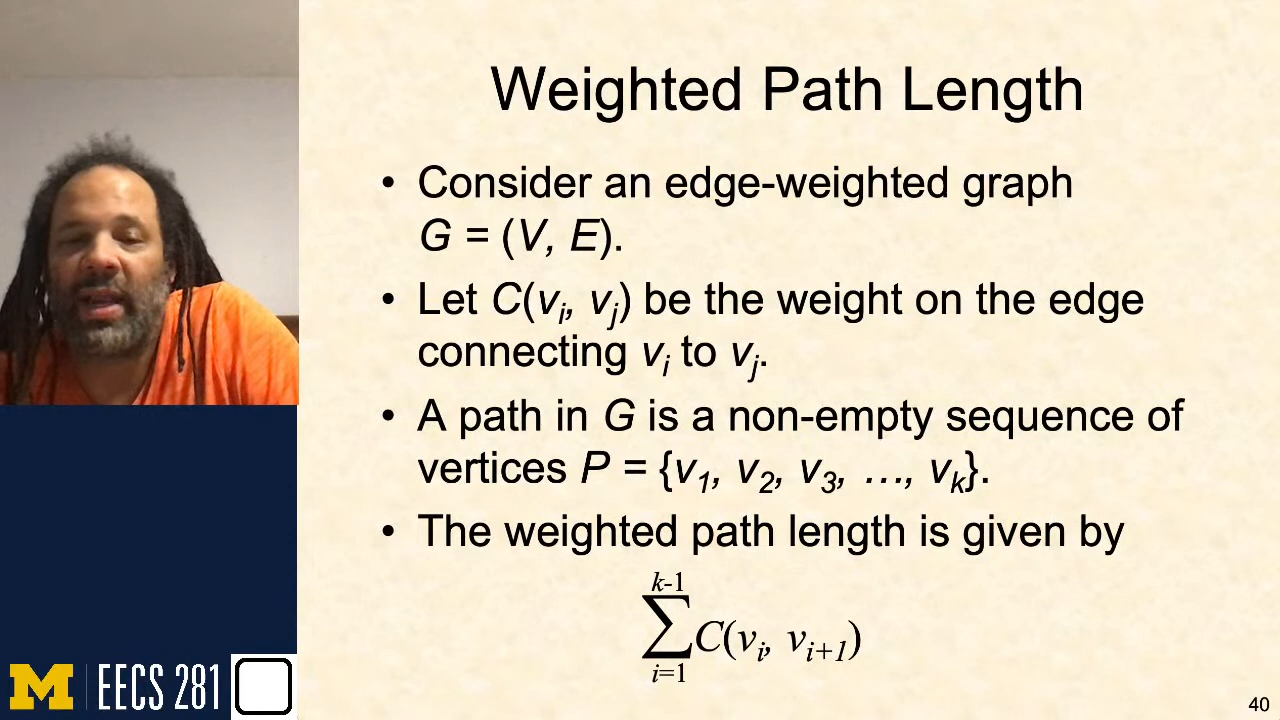 Weighted Path Length
• Consider an edge-weighted graph
G = (V, E).
• Let C(vᵢ, vⱼ) be the weight on the edge
connecting vᵢ to vⱼ.
• A path in G is a non-empty sequence of
vertices P = {v₁, v₂, v₃, …, vₖ}.
• The weighted path length is given by
k-1
∑C(vᵢ, vᵢ₊₁)
i=1
M EECS 281
40